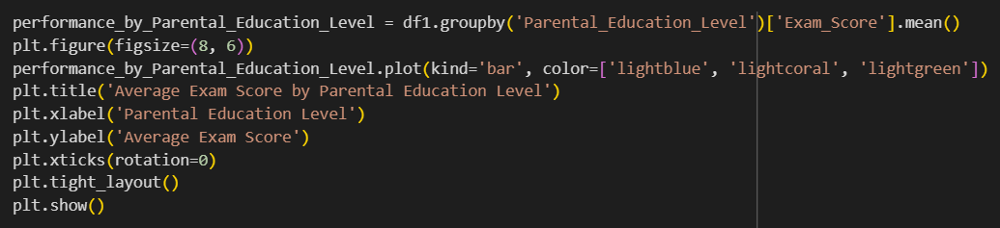 performance_by_Parental_Education_Level = df1.groupby('Parental_Education_Level')['Exam_Score'].mean()
plt.figure(figsize=(8, 6))
performance_by_Parental_Education_Level.plot(kind='bar', color=['lightblue', 'lightcoral', 'lightgreen'])
plt.title('Average Exam Score by Parental Education Level')
plt.xlabel('Parental Education Level')
plt.ylabel('Average Exam Score')
plt.xticks(rotation=0)
plt.tight_layout()
plt.show()